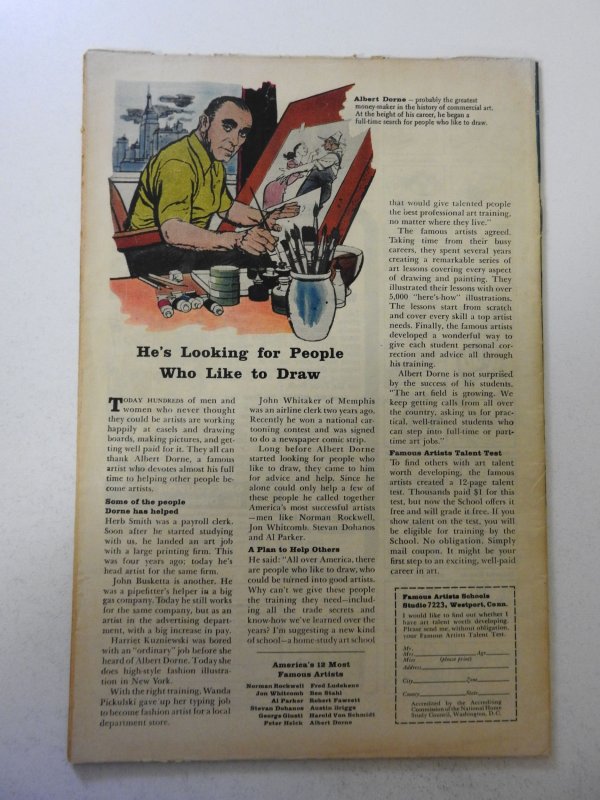 Albert Dorne – probably the greatest
money-maker in the history of commercial art.
At the height of his career, he began a
full-time search for people who like to draw.
He's Looking for People
Who Like to Draw
TODAY HUNDREDS of men and
women who never thought
they could be artists are working
happily at easels and drawing
boards, making pictures, and get-
ting well paid for it. They all can
thank Albert Dorne, a famous
artist who devotes almost his full
time to helping other people be-
come artists.
Some of the people
Dorne has helped
Herb Smith was a payroll clerk.
Soon after he started studying
with us, he landed an art job
with a large printing firm. This
was four years ago; today he's
head artist for the same firm.
John Busketta is another. He
was a pipefitter's helper in a big
gas company. Today he still works
for the same company, but as an
artist in the advertising depart-
ment, with a big increase in pay.
Harriet Kuzniewski was bored
with an "ordinary" job before she
heard of Albert Dorne. Today she
does high-style fashion illustra-
tion in New York.
With the right training, Wanda
Pickulski gave up her typing job
to become fashion artist for a local
department store.
John Whitaker of Memphis
was an airline clerk two years ago.
Recently he won a national car-
tooning contest and was signed
to do a newspaper comic strip.
Long before Albert Dorne
started looking for people who
like to draw, they came to him
for advice and help. Since he
alone could only help a few of
these people he called together
America's most successful artists
—men like Norman Rockwell,
Jon Whitcomb, Stevan Dohanos
and Al Parker.
A Plan to Help Others
He said: "All over America, there
are people who like to draw, who
could be turned into good artists.
Why can't we give these people
the training they need—includ-
ing all the trade secrets and
know-how we've learned over the
years? I'm suggesting a new kind
of school—a home-study art school
America's 12 Most
Famous Artists
Norman Rockwell Fred Ludekens
Jon Whitcomb Ben Stahl
Al Parker Robert Fawcett
Stevan Dohanos Austin Briggs
George Giusti Harold Von Schmidt
Peter Helck Albert Dorne
that would give talented people
the best professional art training,
no matter where they live."
The famous artists agreed.
Taking time from their busy
careers, they spent several years
creating a remarkable series of
art lessons covering every aspect
of drawing and painting. They
illustrated their lessons with over
5,000 "here's-how" illustrations.
The lessons start from scratch
and cover every skill a top artist
needs. Finally, the famous artists
developed a wonderful way to
give each student personal cor-
rection and advice all through
his training.
Albert Dorne is not surprised
by the success of his students.
"The art field is growing. We
keep getting calls from all over
the country, asking us for prac-
tical, well-trained students who
can step into full-time or part-
time art jobs."
Famous Artists Talent Test
To find others with art talent
worth developing, the famous
artists created a 12-page talent
test. Thousands paid $1 for this
test, but now the School offers it
free and will grade it free. If you
show talent on the test, you will
be eligible for training by the
School. No obligation. Simply
mail coupon. It might be your
first step to an exciting, well-paid
career in art.
Famous Artists Schools
Studio 7223, Westport, Conn.
I would like to find out whether I
have art talent worth developing.
Please send me, without obligation,
your Famous Artists Talent Test.
Mr.
Mrs. Age
Miss (please print)
Address
City Zone
County State
Accredited by the Accrediting
Commission of the National Home
Study Council, Washington, D.C.